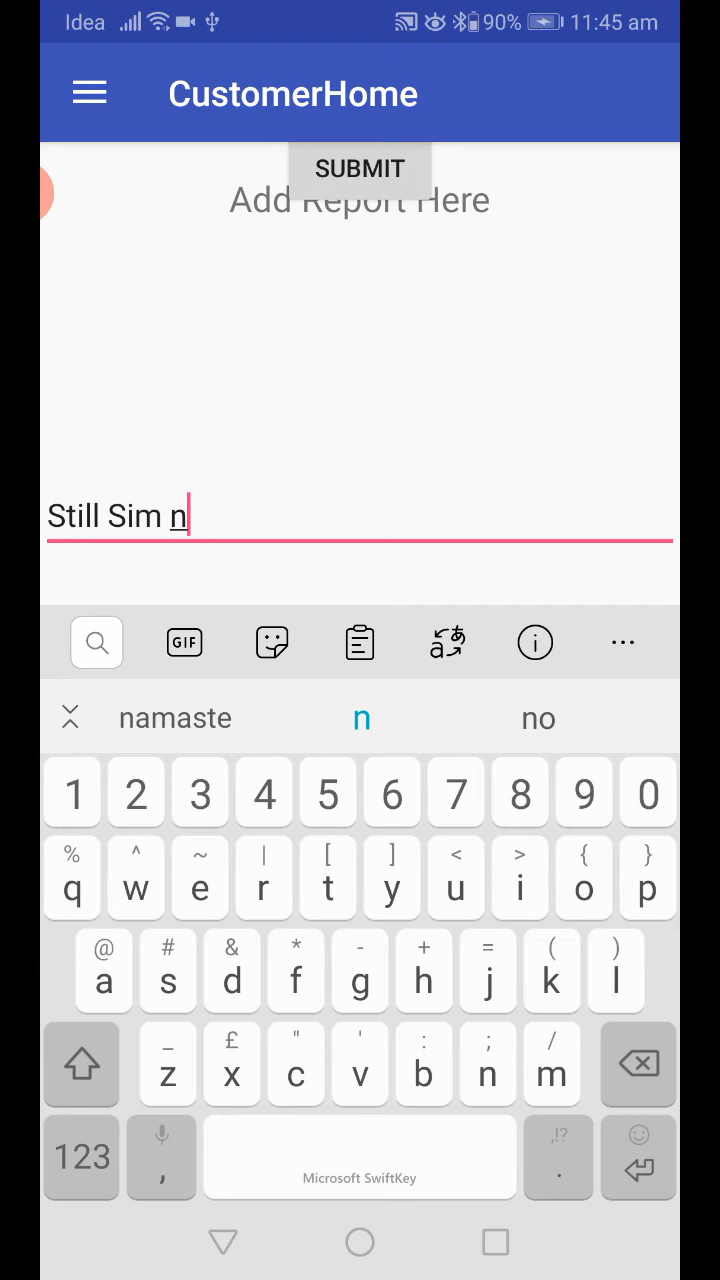 Idea 90% 11:45 am
CustomerHome
SUBMIT
Add Report Here
Still Sim n
GIF
namaste n no
1 2 3 4 5 6 7 8 9 0
% ^ ~ | [ ] < > { }
q w e r t y u i o p
@ # & * - + = ( )
a s d f g h j k l
_ £ " ' : ; /
z x c v b n m
,!?
123 , Microsoft SwiftKey .